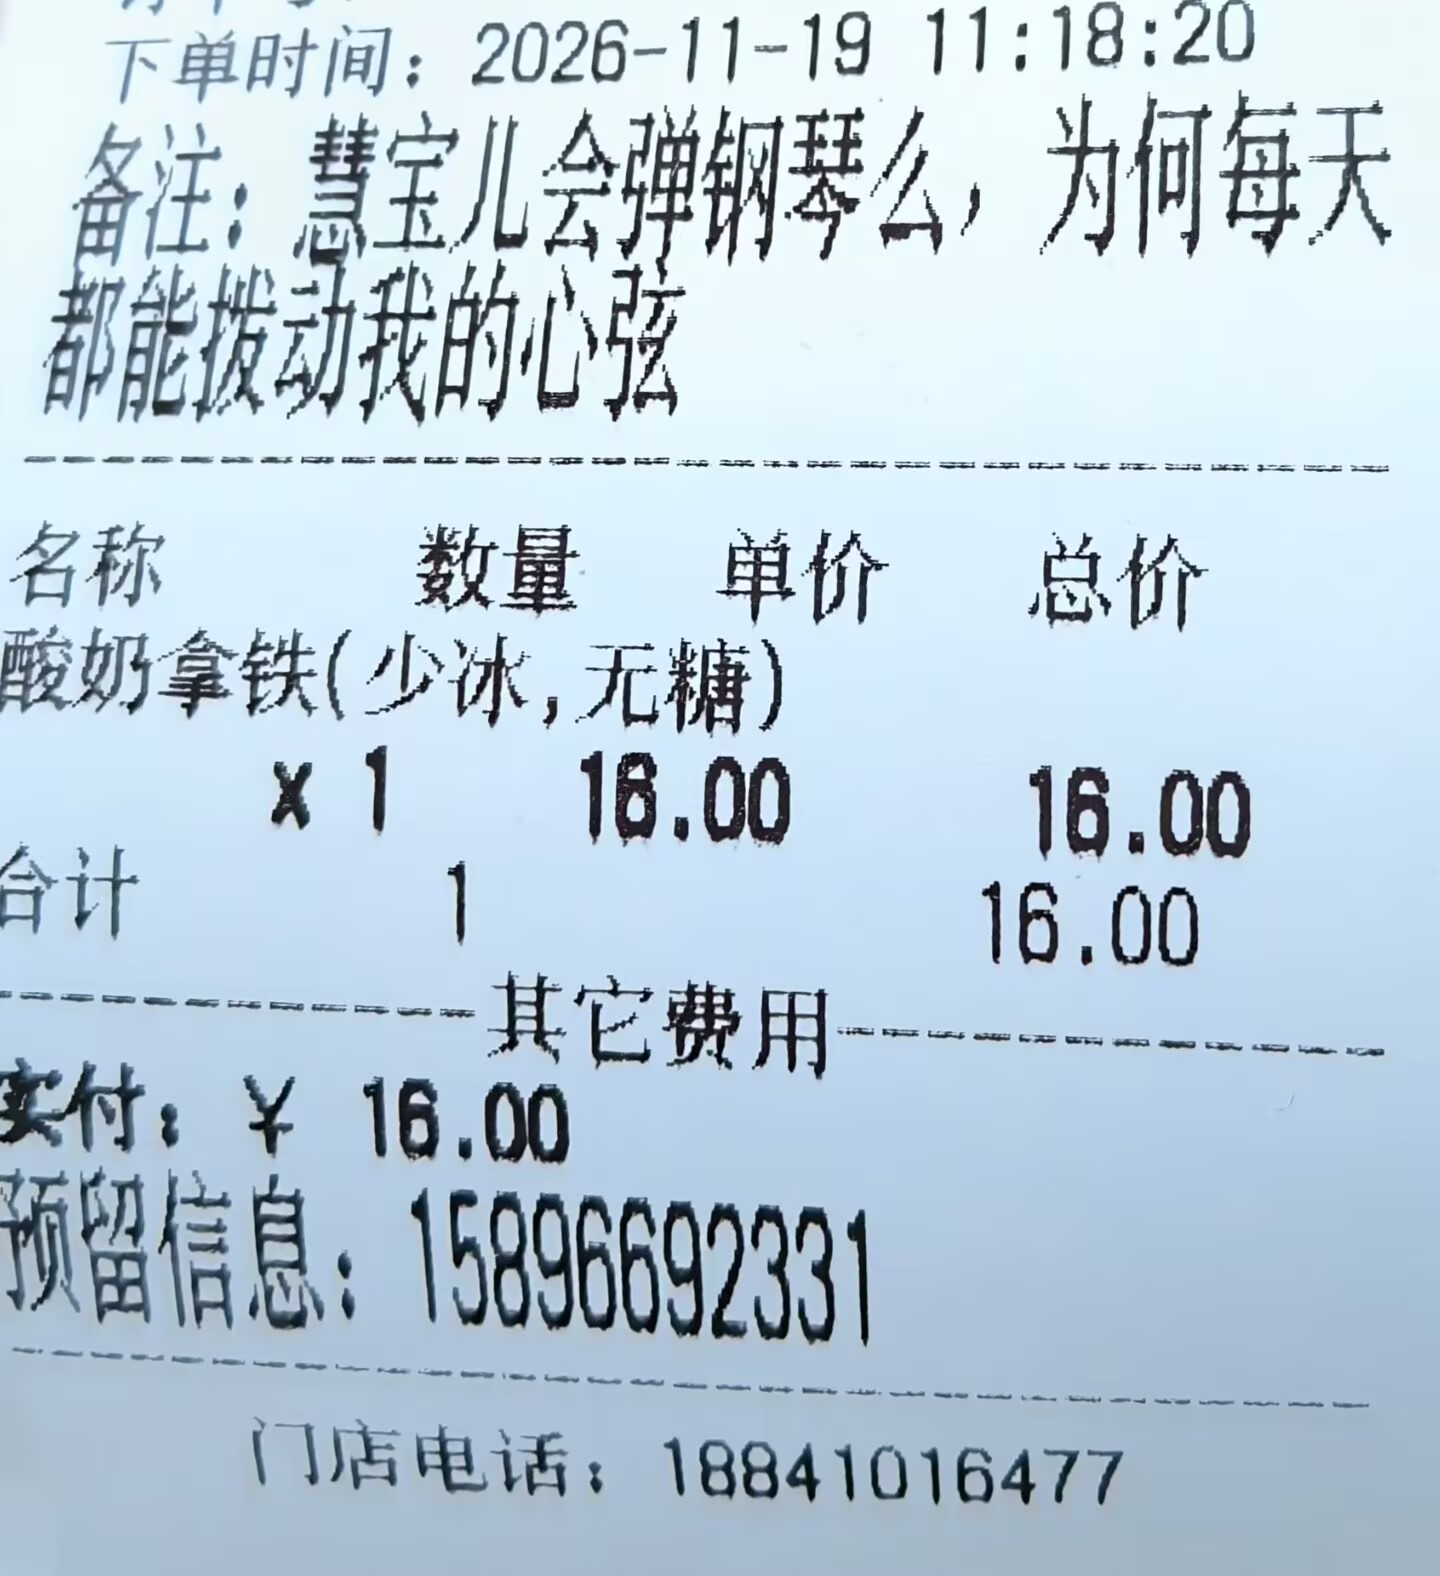 下单时间：2026-11-19 11:18:20
备注：慧宝儿会弹钢琴么，为何每天
都能拨动我的心弦
名称 数量 单价 总价
酸奶拿铁(少冰,无糖)
x 1 16.00 16.00
合计 1 16.00
其它费用
实付：￥ 16.00
预留信息：15896692331
门店电话：18841016477